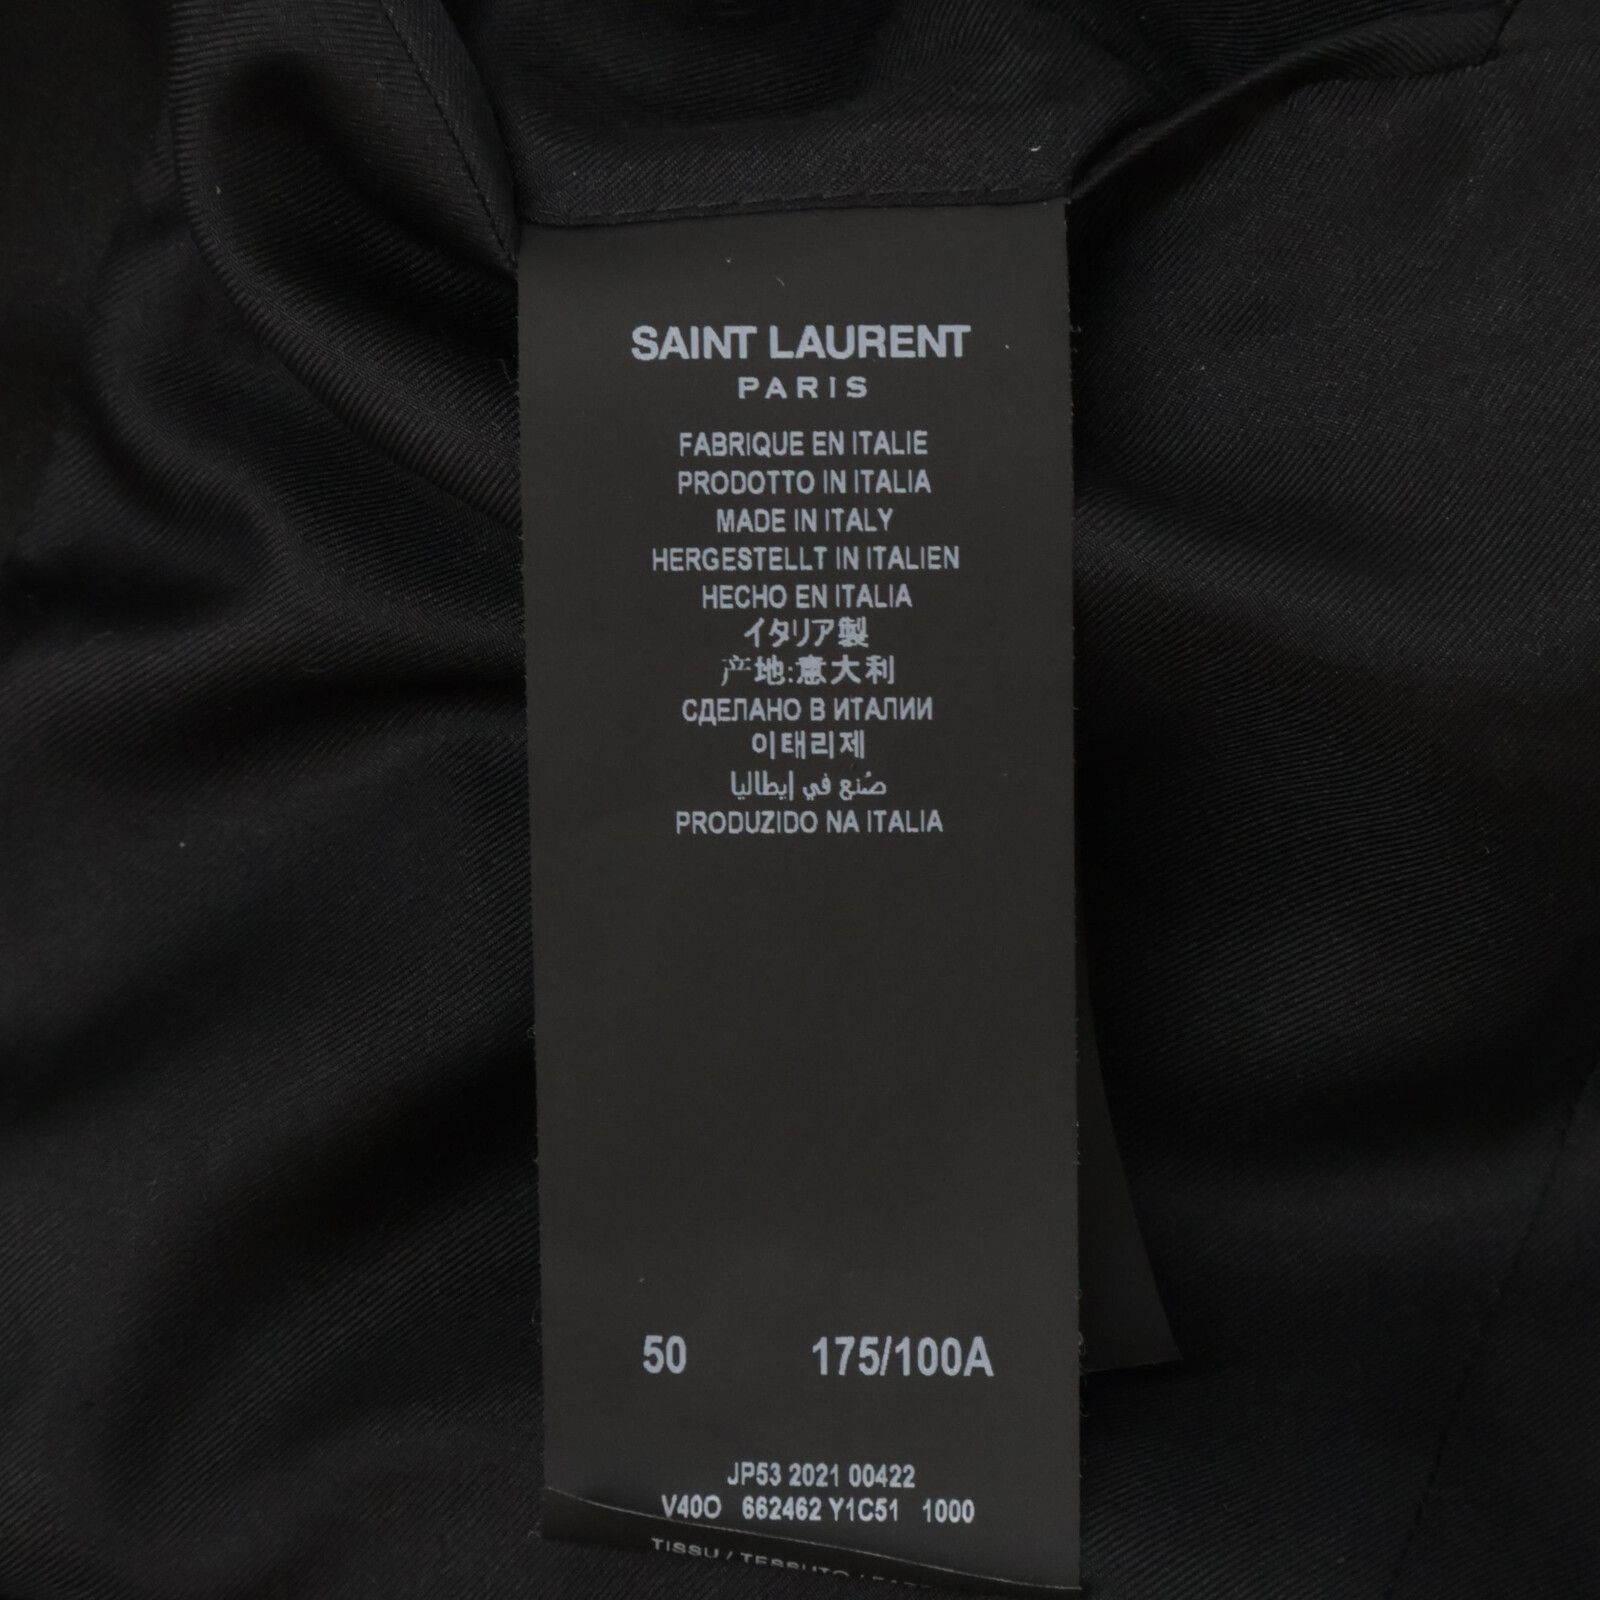 SAINT LAURENT
PARIS
FABRIQUE EN ITALIE
PRODOTTO IN ITALIA
MADE IN ITALY
HERGESTELLT IN ITALIEN
HECHO EN ITALIA
イタリア製
产地:意大利
СДЕЛАНО В ИТАЛИИ
이태리제
صُنع في إيطاليا
PRODUZIDO NA ITALIA
50 175/100A
JP53 2021 00422
V40O 662462 Y1C51 1000
TISSU / TESSUTO /